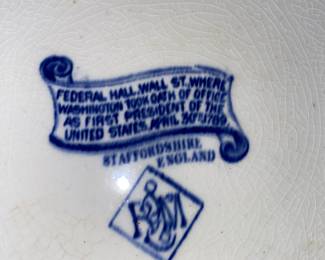 FEDERAL HALL, WALL ST. WHERE
WASHINGTON TOOK OATH OF OFFICE
AS FIRST PRESIDENT OF THE
UNITED STATES, APRIL 30TH 1789.
STAFFORDSHIRE
ENGLAND